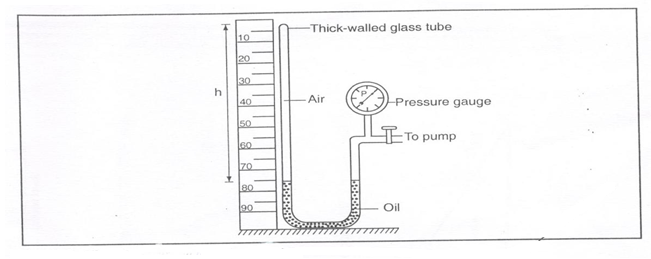 Thick-walled glass tube
10
20
30
h
P
40
Air
Pressure gauge
50
60
To pump
70
80
90
Oil